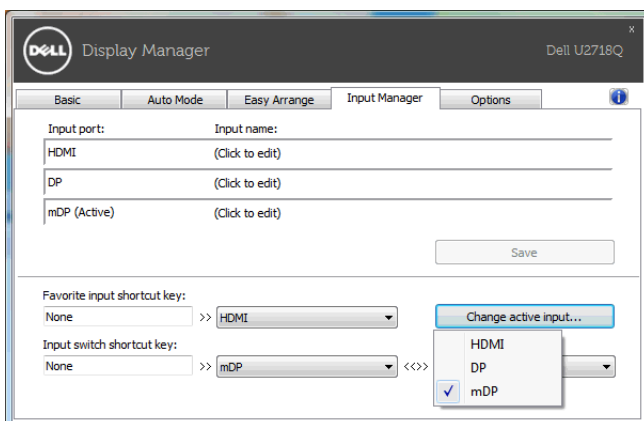 DELL Display Manager Dell U2718Q
x
Basic Auto Mode Easy Arrange Input Manager Options i
Input port: Input name:
HDMI (Click to edit)
DP (Click to edit)
mDP (Active) (Click to edit)
Save
Favorite input shortcut key:
None >> HDMI Change active input...
Input switch shortcut key:
None >> mDP <<>>
HDMI
DP
✓ mDP